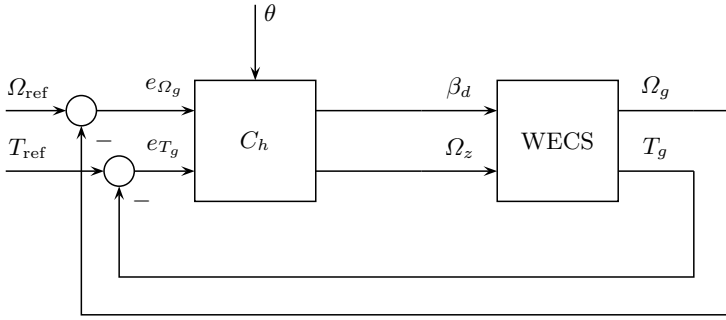 θ
Ω_ref e_{Ω_g} β_d Ω_g
−
C_h WECS
T_ref e_{T_g} Ω_z T_g
−